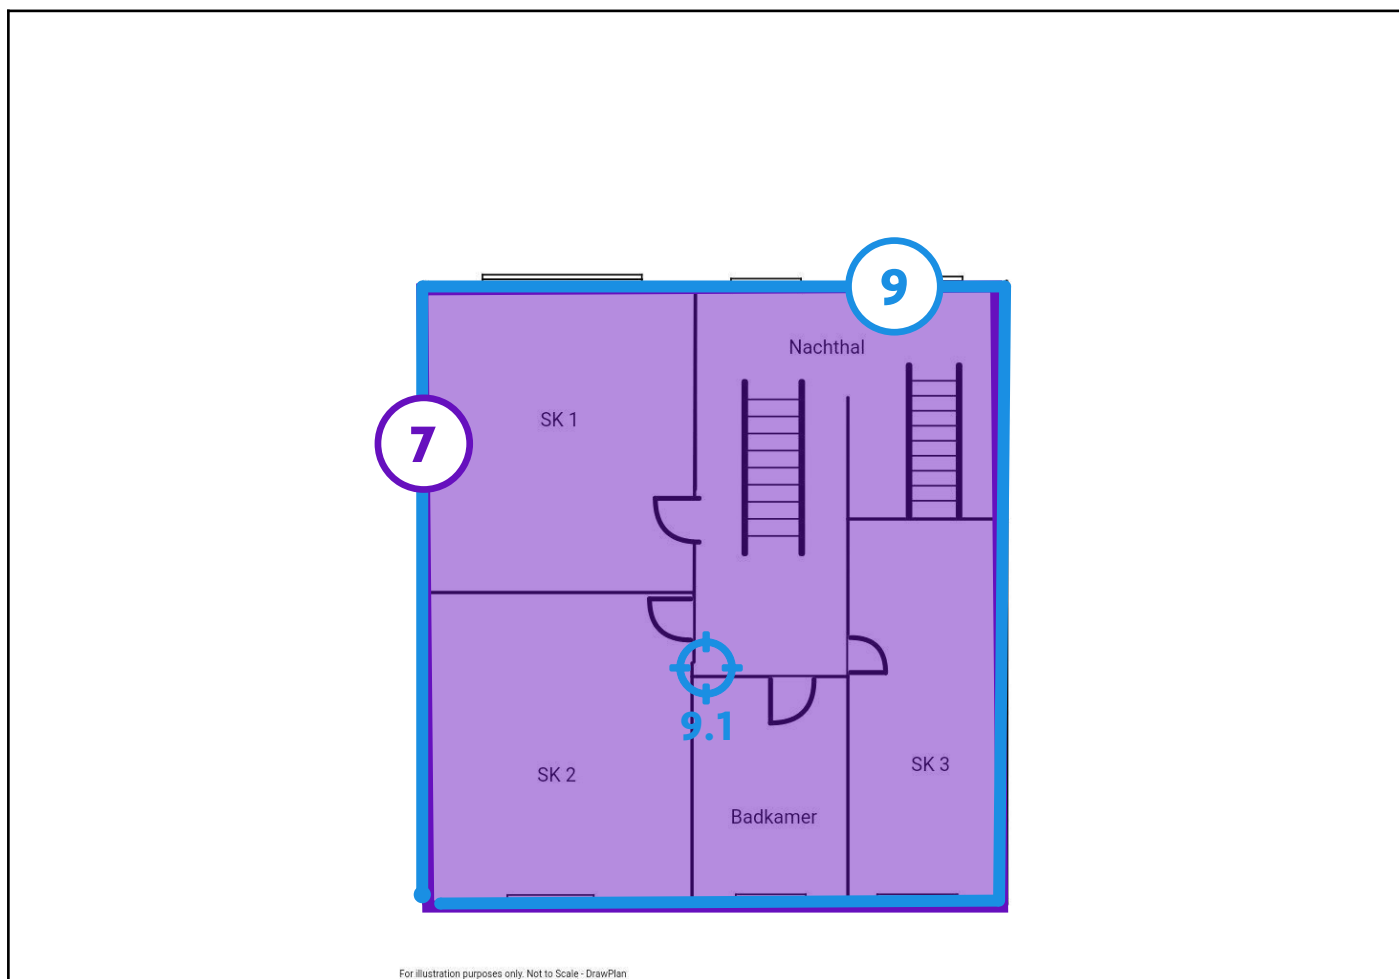 9
Nachthal
SK 1
7
9.1
SK 2
SK 3
Badkamer
For illustration purposes only. Not to Scale - DrawPlan